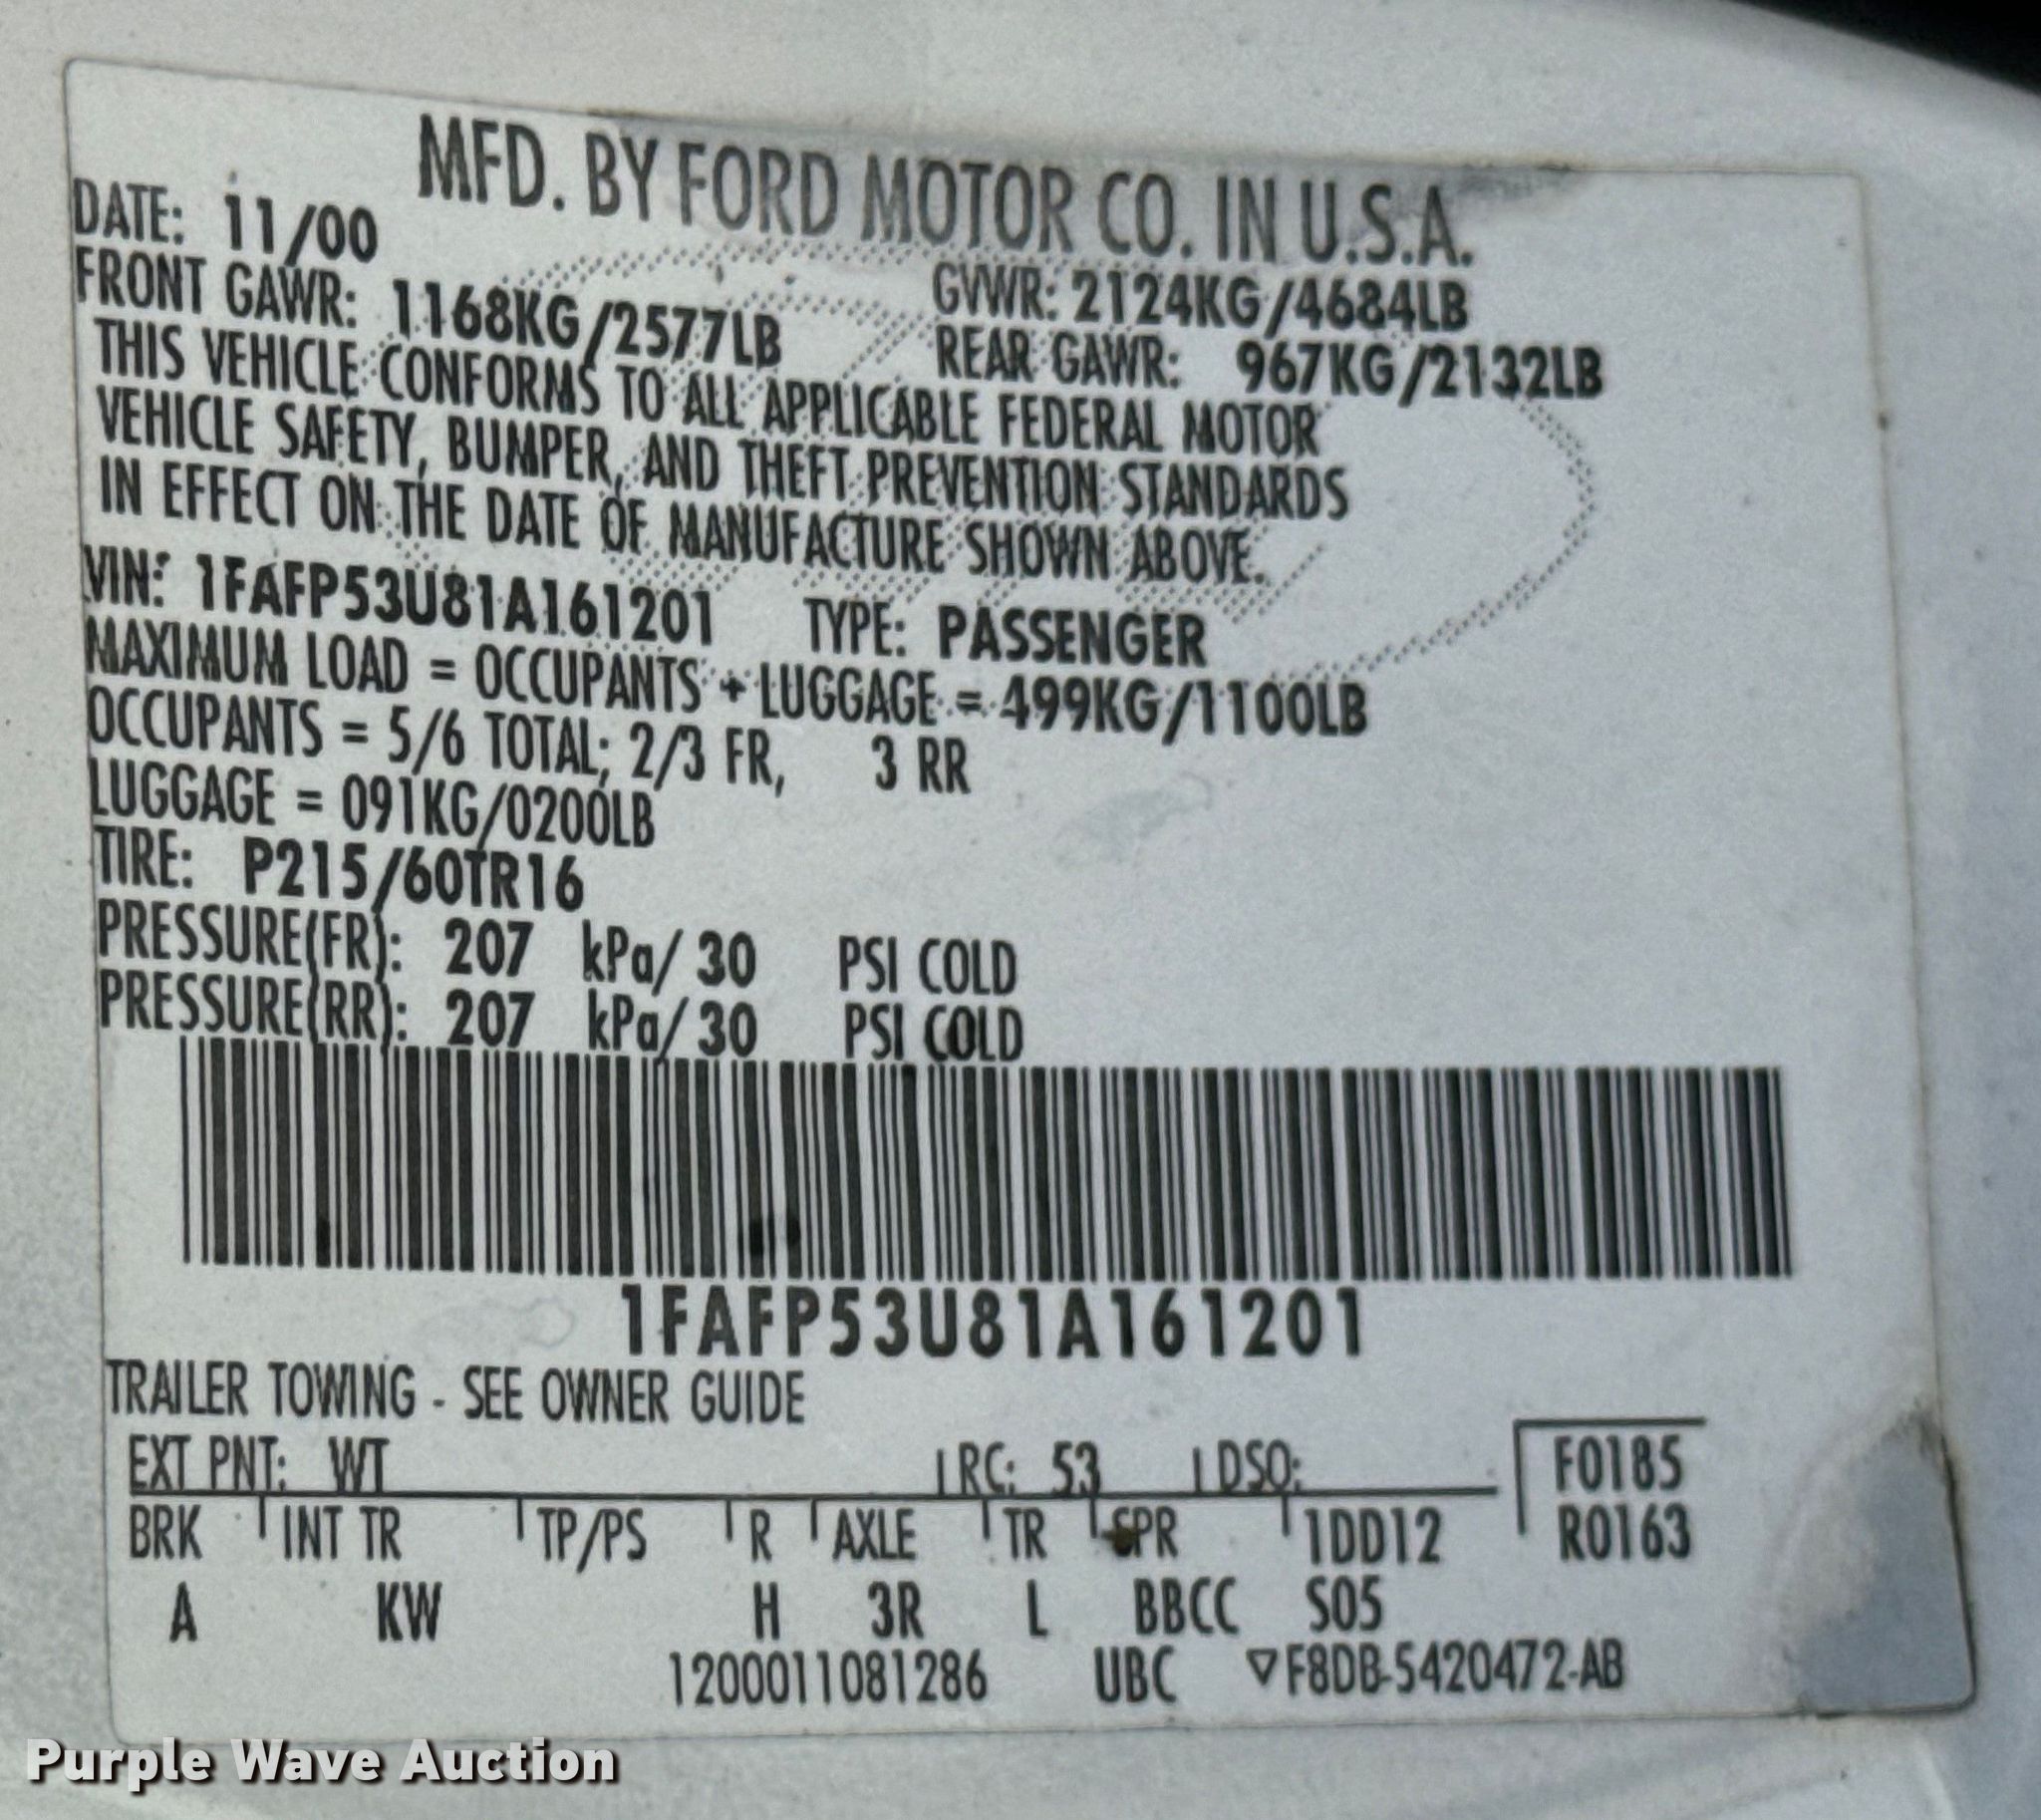 MFD. BY FORD MOTOR CO. IN U.S.A.
DATE: 11/00
GVWR: 2124KG/4684LB
FRONT GAWR: 1168KG/2577LB
REAR GAWR: 967KG/2132LB
THIS VEHICLE CONFORMS TO ALL APPLICABLE FEDERAL MOTOR
VEHICLE SAFETY, BUMPER, AND THEFT PREVENTION STANDARDS
IN EFFECT ON THE DATE OF MANUFACTURE SHOWN ABOVE.
VIN: 1FAFP53U81A161201 TYPE: PASSENGER
MAXIMUM LOAD = OCCUPANTS + LUGGAGE = 499KG/1100LB
OCCUPANTS = 5/6 TOTAL; 2/3 FR, 3 RR
LUGGAGE = 091KG/0200LB
TIRE: P215/60TR16
PRESSURE(FR): 207 kPa/ 30 PSI COLD
PRESSURE(RR): 207 kPa/ 30 PSI COLD
1FAFP53U81A161201
TRAILER TOWING - SEE OWNER GUIDE
EXT PNT: WT RC: 53 DSO: F0185
BRK INT TR TP/PS R AXLE TR SPR 1DD12 R0163
A KW H 3R L BBCC S05
1200011081286 UBC ▽F8DB-5420472-AB
Purple Wave Auction